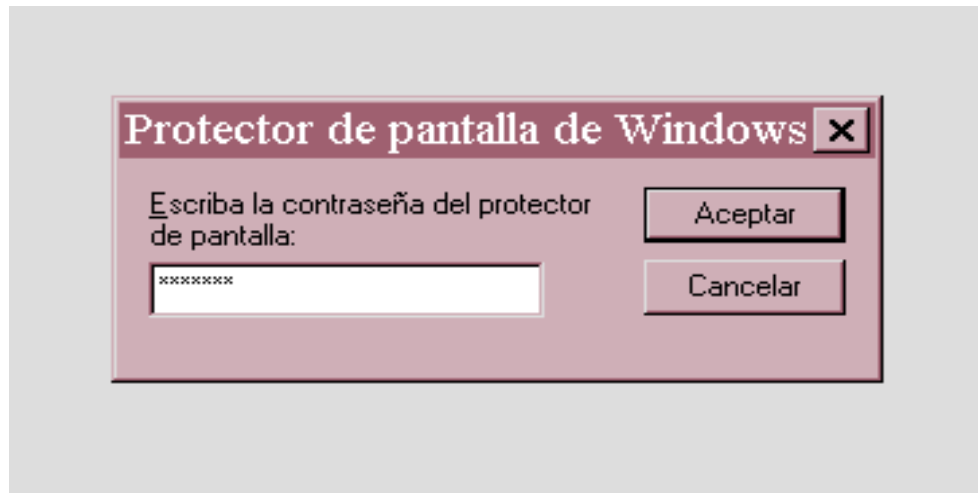 Protector de pantalla de Windows
Escriba la contraseña del protector
de pantalla:
*******
Aceptar
Cancelar